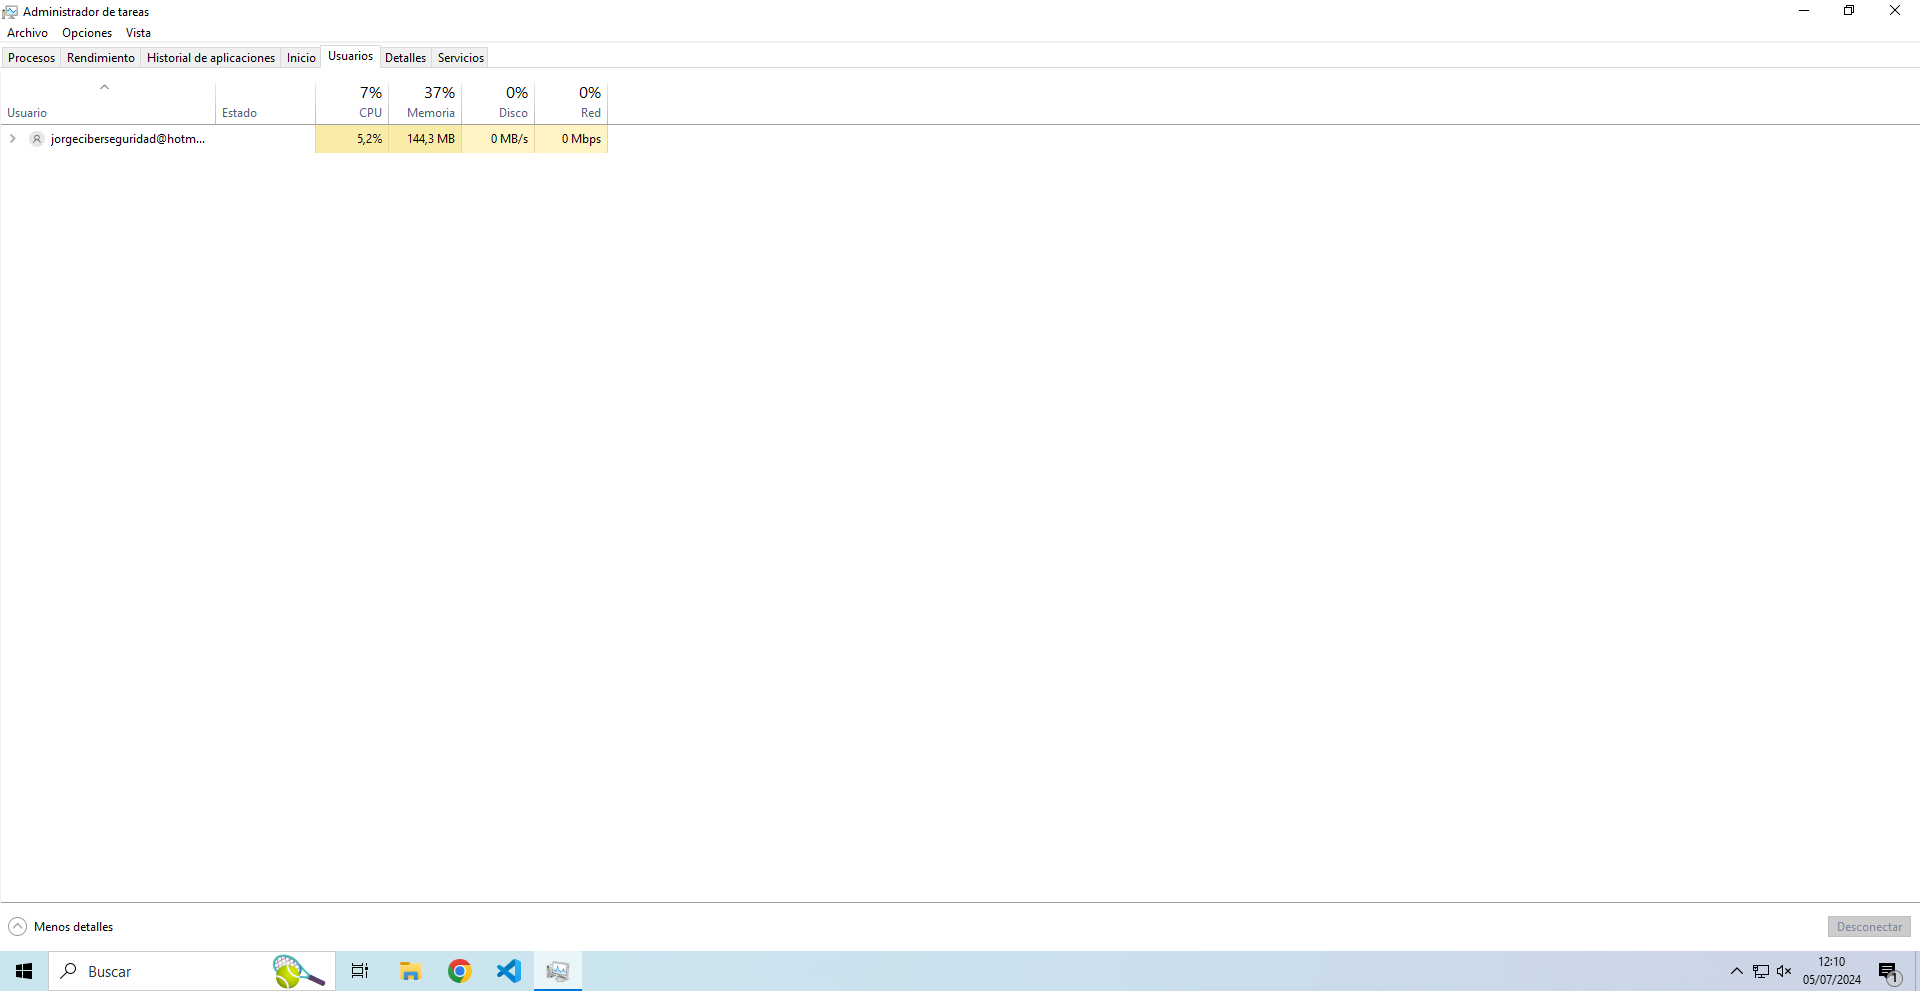 Administrador de tareas
Archivo Opciones Vista
Procesos Rendimiento Historial de aplicaciones Inicio Usuarios Detalles Servicios
7% 37% 0% 0%
Usuario Estado CPU Memoria Disco Red
jorgeciberseguridad@hotm... 5,2% 144,3 MB 0 MB/s 0 Mbps
Menos detalles Desconectar
Buscar
12:10
05/07/2024
1